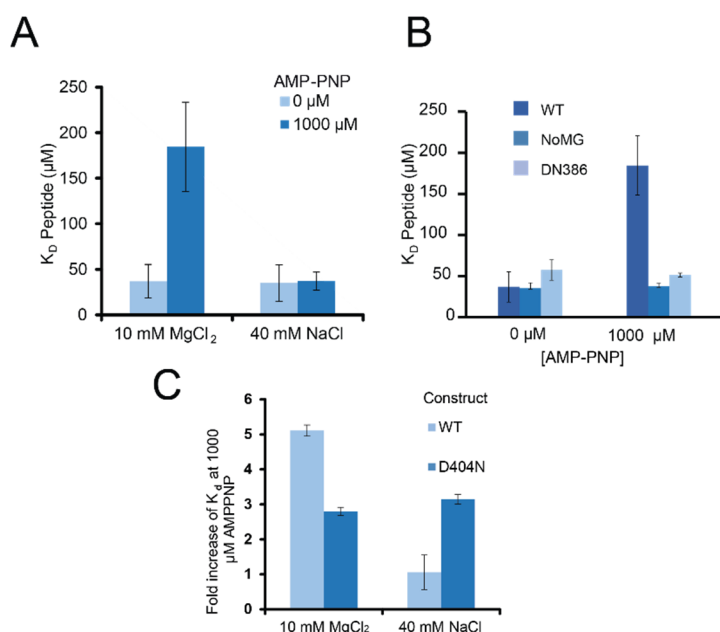 A
AMP-PNP
0 µM
1000 µM
K_D Peptide (µM)
250
200
150
100
50
0
10 mM MgCl₂
40 mM NaCl
B
WT
NoMG
DN386
K_D Peptide (µM)
250
200
150
100
50
0
0 µM
1000 µM
[AMP-PNP]
C
Construct
WT
D404N
Fold increase of K_d at 1000
µM AMPPNP
6
5
4
3
2
1
0
10 mM MgCl₂
40 mM NaCl